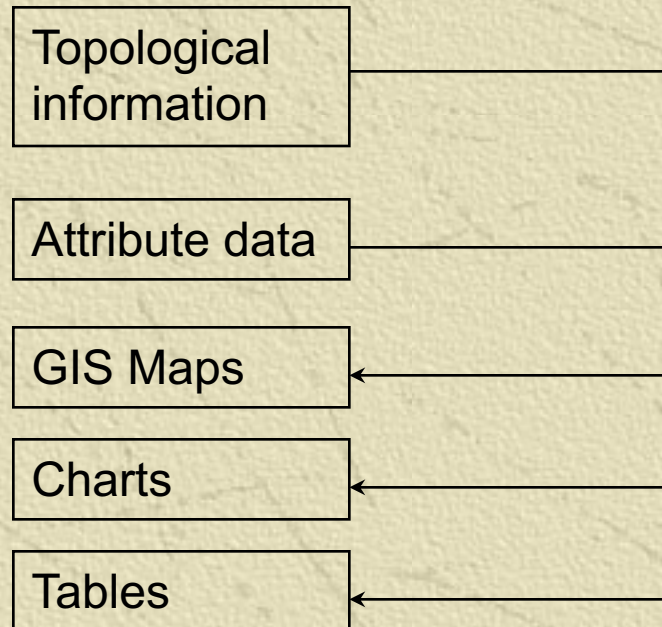 Topological
information
Attribute data
GIS Maps
Charts
Tables